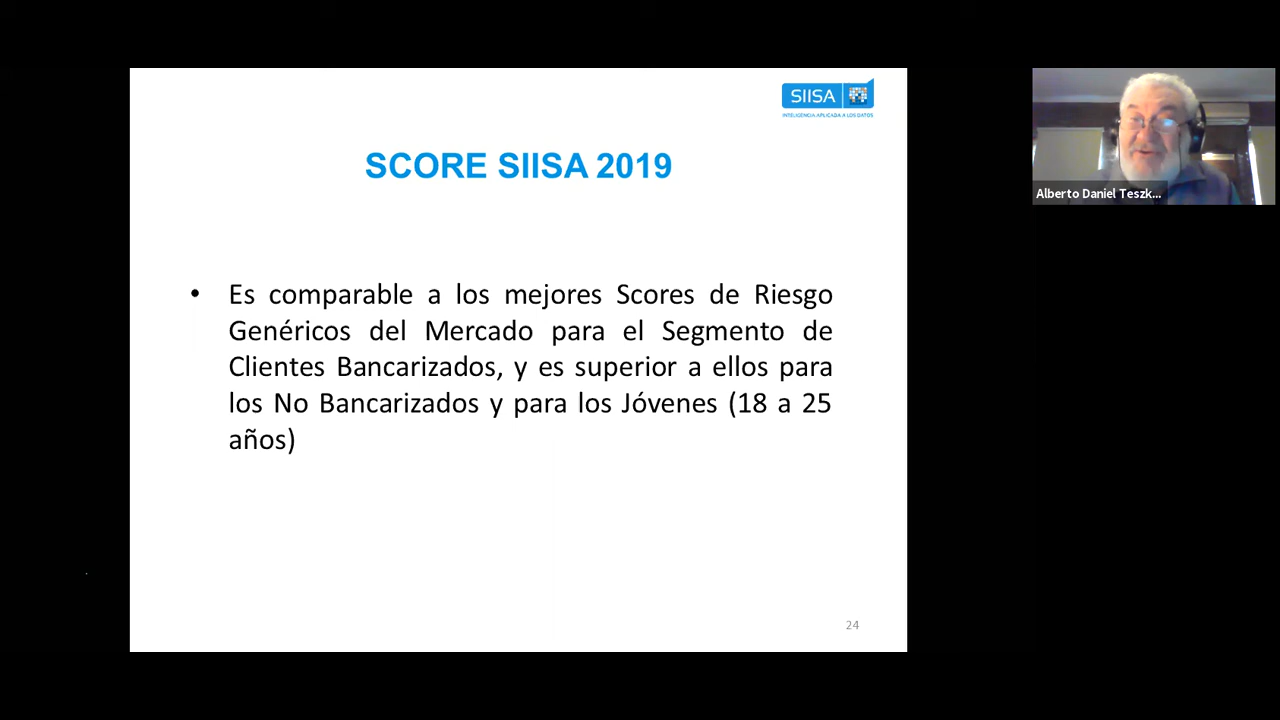 SIISA
INTELIGENCIA APLICADA A LOS DATOS
SCORE SIISA 2019
• Es comparable a los mejores Scores de Riesgo
Genéricos del Mercado para el Segmento de
Clientes Bancarizados, y es superior a ellos para
los No Bancarizados y para los Jóvenes (18 a 25
años)
24
Alberto Daniel Teszk...